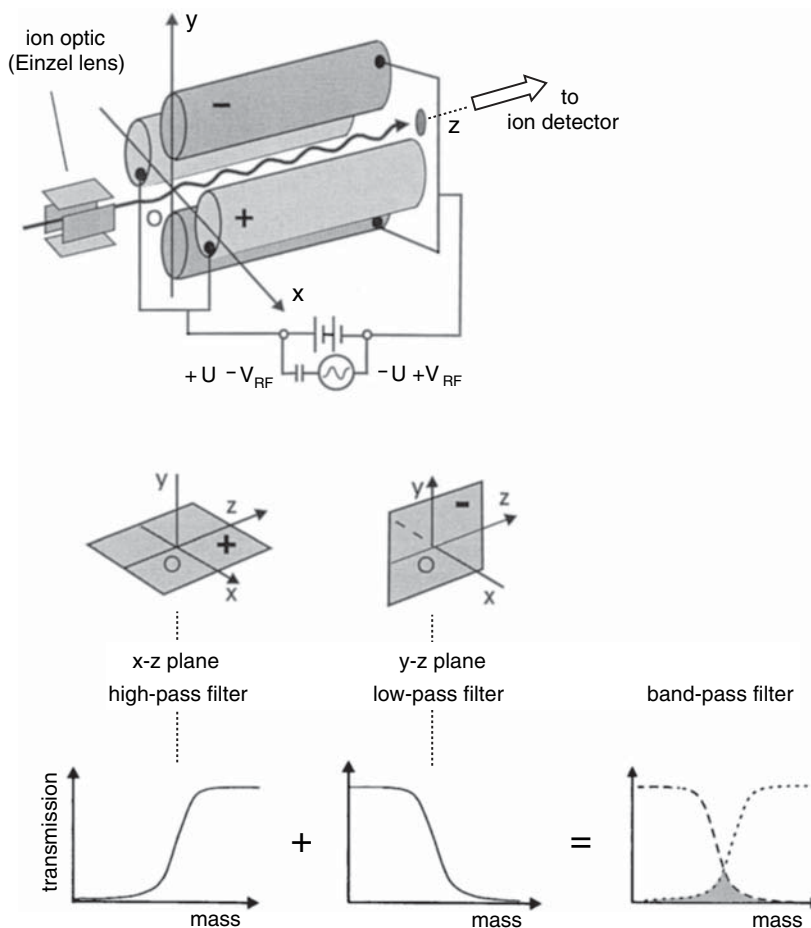 ion optic
(Einzel lens)
y
−
z
to
ion detector
O
+
x
+ U − V_RF
− U + V_RF
y
z
+
O
x
y
−
z
O
x
x-z plane
y-z plane
high-pass filter
low-pass filter
band-pass filter
transmission
+
=
mass
mass
mass